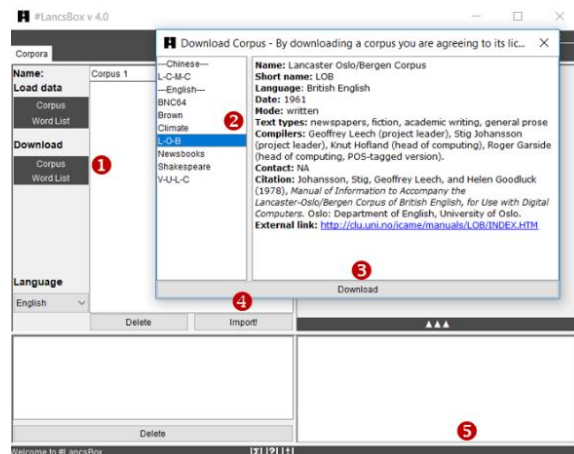 #LancsBox v 4.0
Corpora
Name:
Corpus 1
Load data
Corpus
Word List
Download
Corpus
Word List
1
Language
English
4
Delete
Import!
▲▲▲
Delete
5
Welcome to #LancsBox
Download Corpus - By downloading a corpus you are agreeing to its lic...
---Chinese---
L-C-M-C
---English---
BNC64
Brown
Climate
L-O-B
Newsbooks
Shakespeare
V-U-L-C
2
Name: Lancaster Oslo/Bergen Corpus
Short name: LOB
Language: British English
Date: 1961
Mode: written
Text types: newspapers, fiction, academic writing, general prose
Compilers: Geoffrey Leech (project leader), Stig Johansson
(project leader), Knut Hofland (head of computing), Roger Garside
(head of computing, POS-tagged version).
Contact: NA
Citation: Johansson, Stig, Geoffrey Leech, and Helen Goodluck
(1978), Manual of Information to Accompany the
Lancaster-Oslo/Bergen Corpus of British English, for Use with Digital
Computers. Oslo: Department of English, University of Oslo.
External link: http://clu.uni.no/icame/manuals/LOB/INDEX.HTM
3
Download